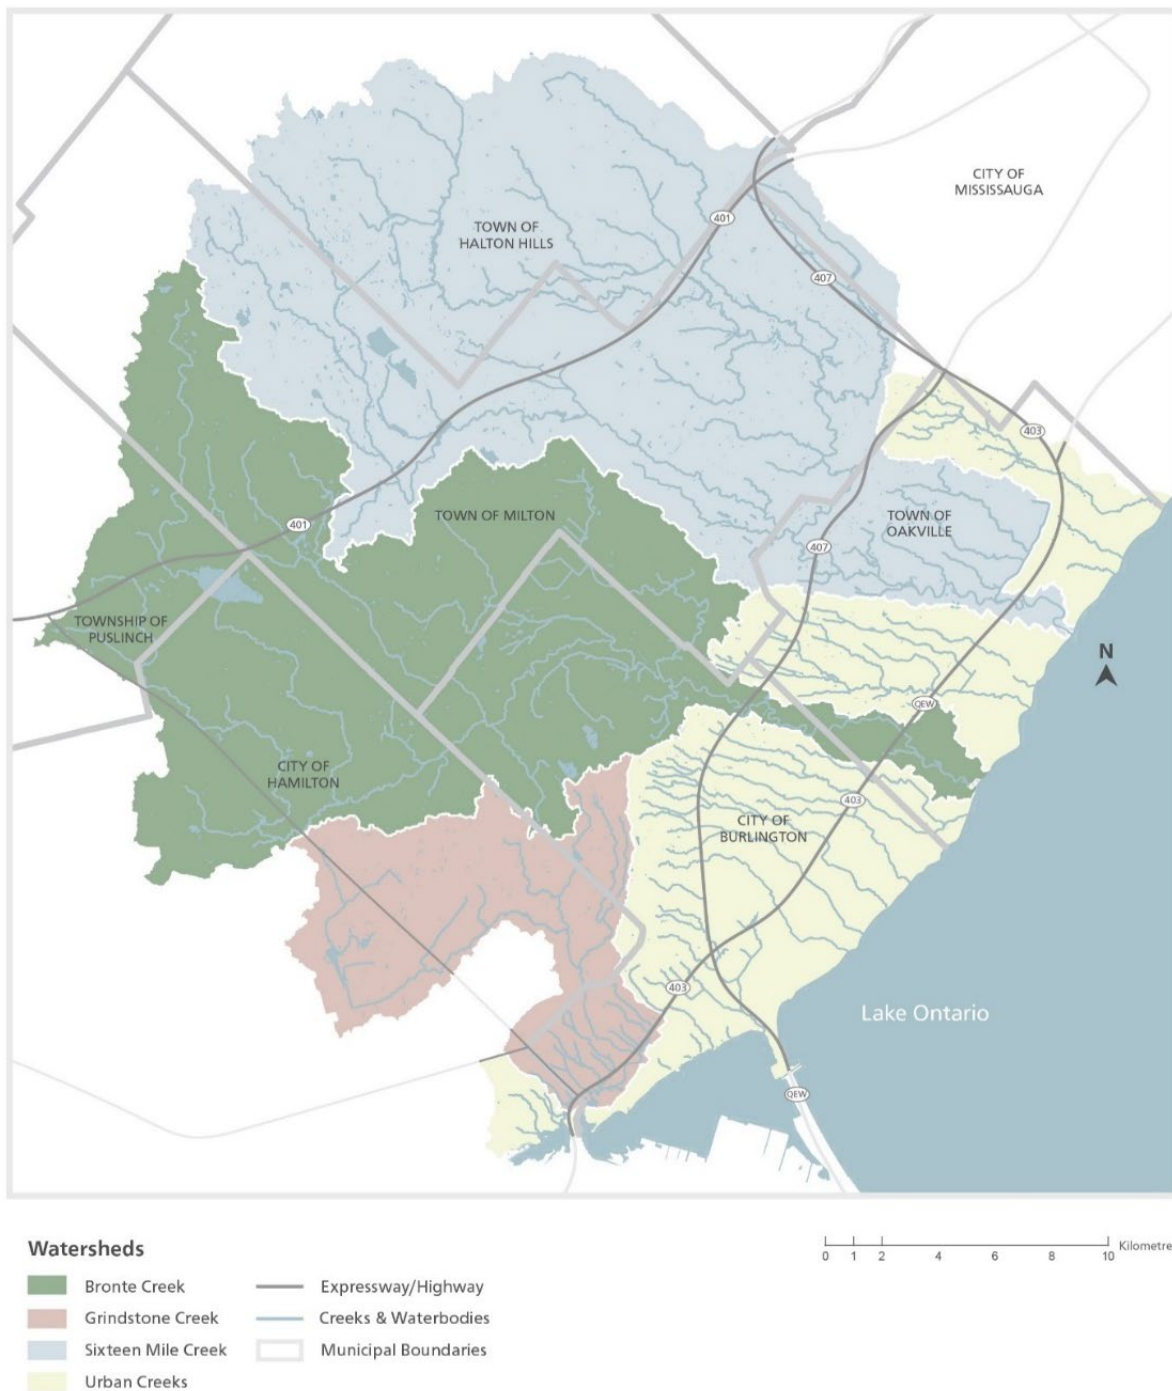 CITY OF
MISSISSAUGA
TOWN OF
HALTON HILLS
401
407
403
TOWN OF MILTON
401
TOWN OF
OAKVILLE
407
TOWNSHIP OF
PUSLINCH
N
QEW
CITY OF
HAMILTON
403
CITY OF
BURLINGTON
403
Lake Ontario
QEW
Watersheds
Bronte Creek
Grindstone Creek
Sixteen Mile Creek
Urban Creeks
Expressway/Highway
Creeks & Waterbodies
Municipal Boundaries
Kilometre
0 1 2 4 6 8 10